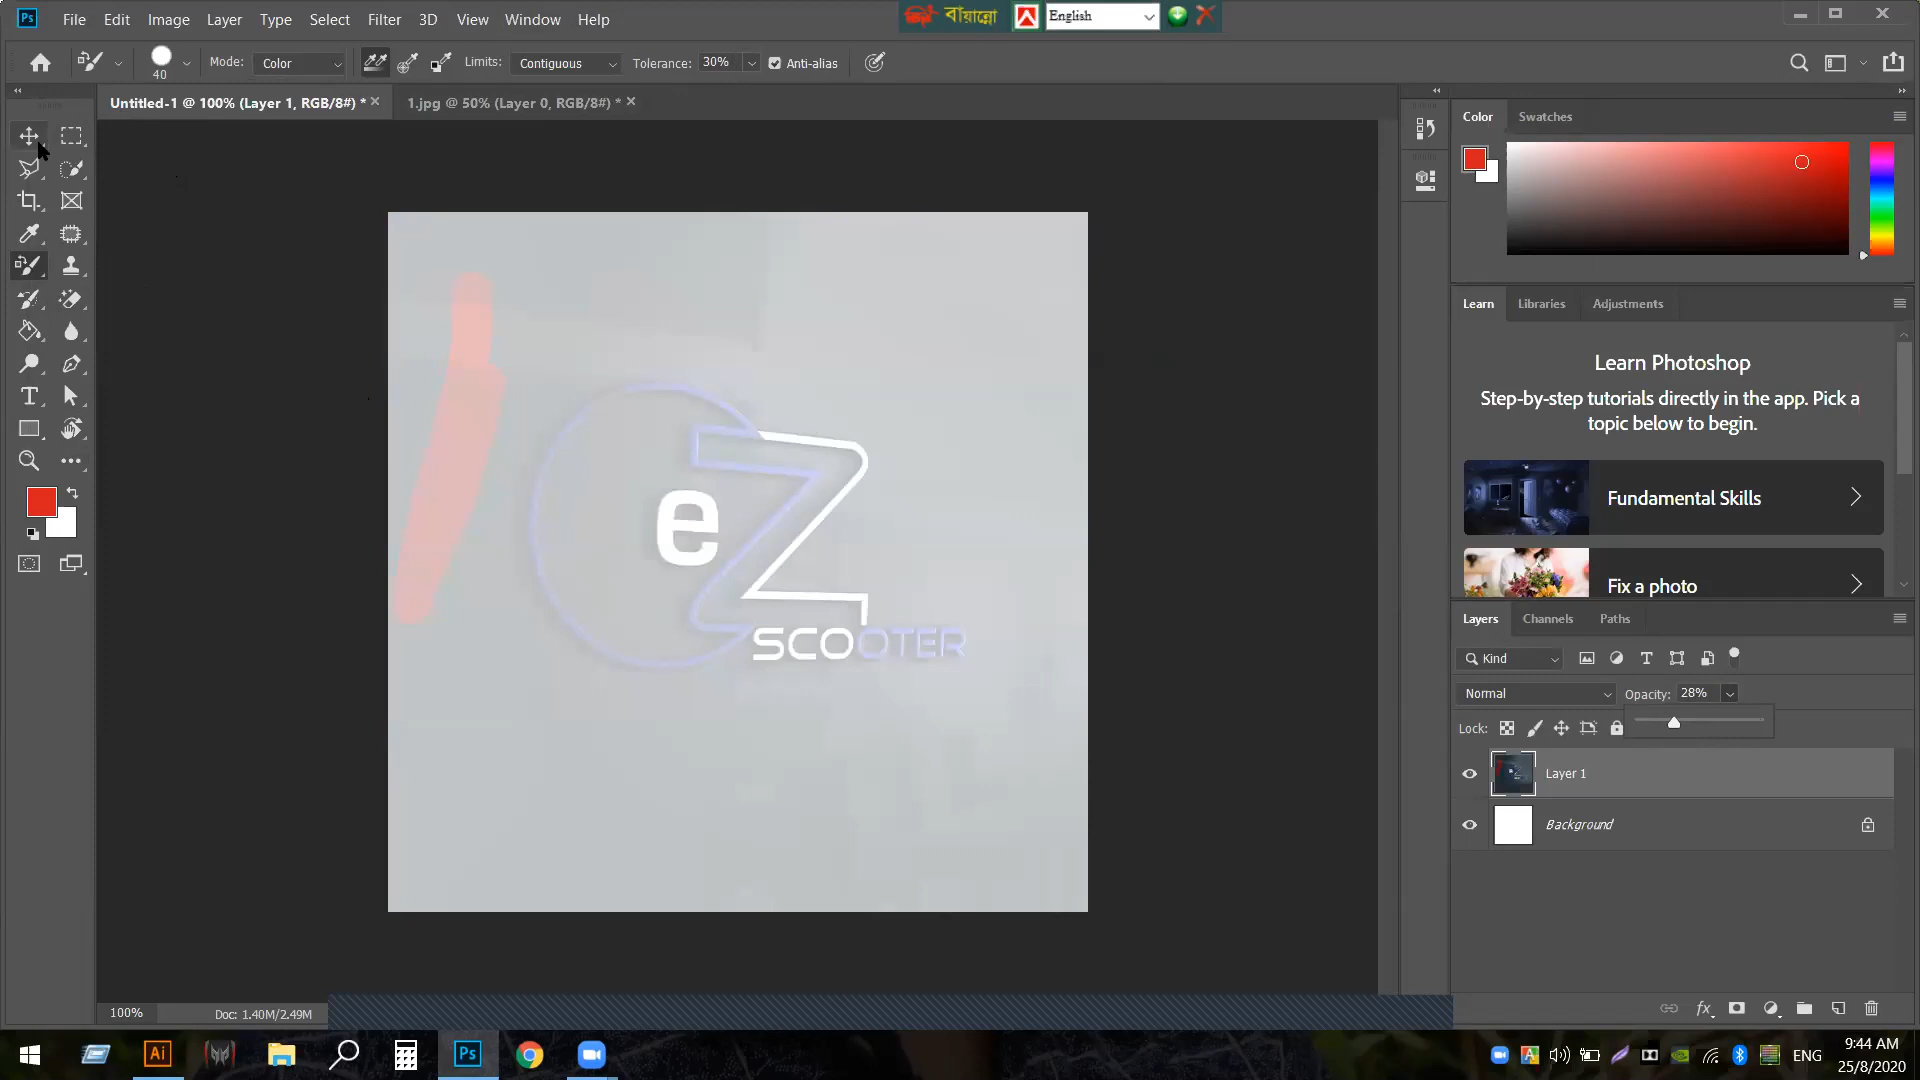 Ps File Edit Image Layer Type Select Filter 3D View Window Help
বায়ান্নো English
40 Mode: Color Limits: Contiguous Tolerance: 30% Anti-alias
Untitled-1 @ 100% (Layer 1, RGB/8#) * 1.jpg @ 50% (Layer 0, RGB/8#) *
Color Swatches
Learn Libraries Adjustments
Learn Photoshop
Step-by-step tutorials directly in the app. Pick a
topic below to begin.
Fundamental Skills
Fix a photo
eZ
SCOOTER
Layers Channels Paths
Kind
Normal Opacity: 28%
Lock:
Layer 1
Background
100% Doc: 1.40M/2.49M
Ai Ps ENG
9:44 AM
25/8/2020